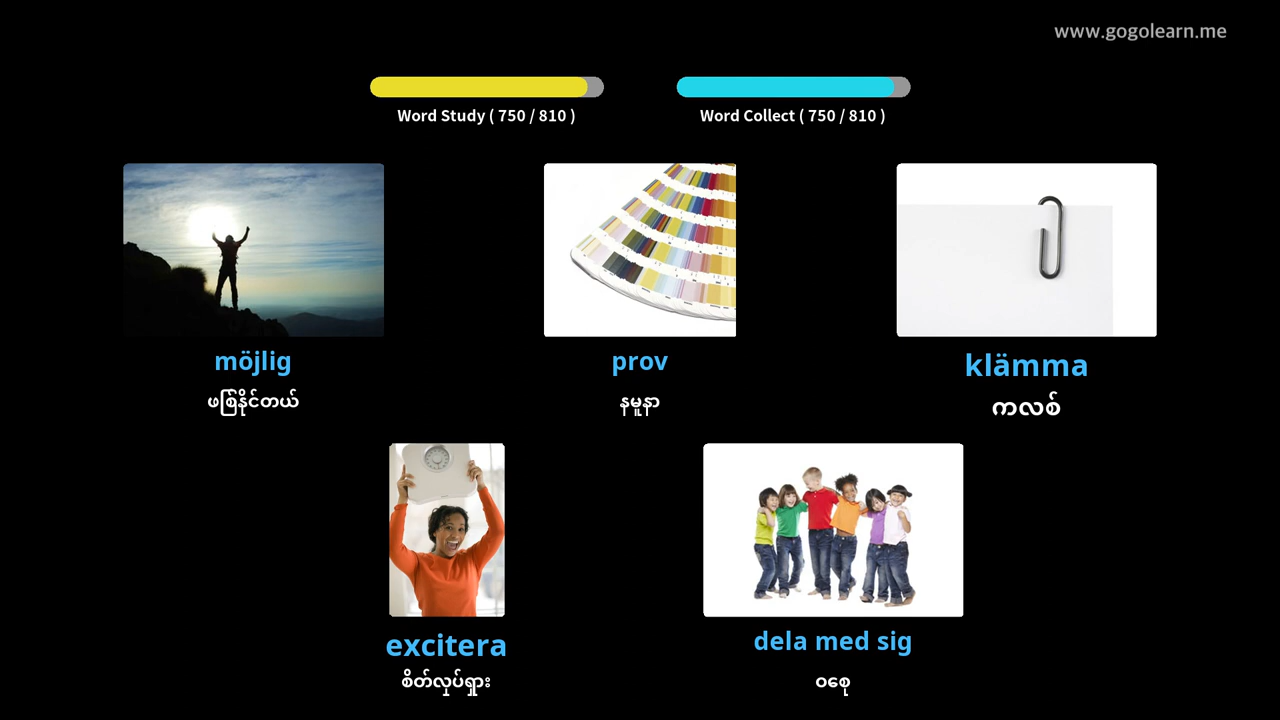 www.gogolearn.me
Word Study ( 750 / 810 )
Word Collect ( 750 / 810 )
möjlig
prov
klämma
ဖစ်ြနိုင်တယ်
နမူနာ
ကလစ်
excitera
dela med sig
စိတ်လှုပ်ရှား
ဝစေု